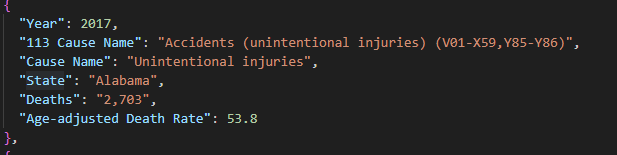 {
"Year": 2017,
"113 Cause Name": "Accidents (unintentional injuries) (V01-X59,Y85-Y86)",
"Cause Name": "Unintentional injuries",
"State": "Alabama",
"Deaths": "2,703",
"Age-adjusted Death Rate": 53.8
},